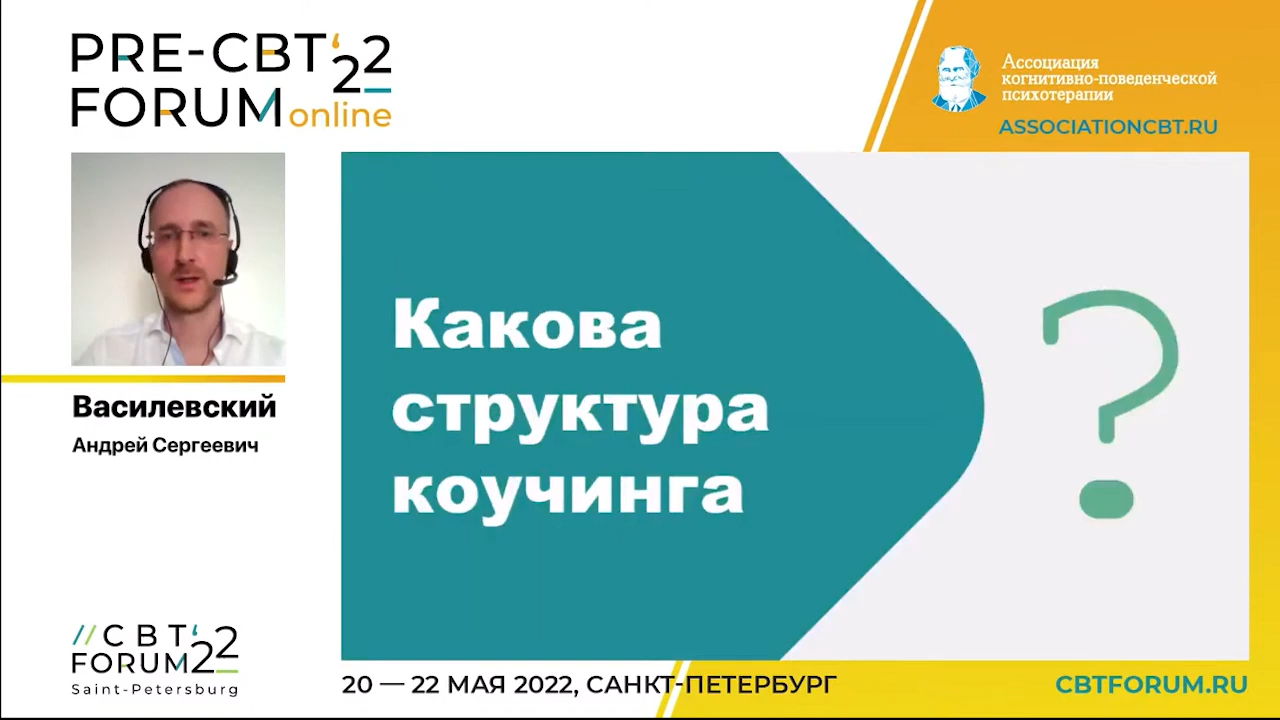 PRE-CBT'22
FORUM online
Ассоциация
когнитивно-поведенческой
психотерапии
ASSOCIATIONCBT.RU
Какова
структура
коучинга
?
Василевский
Андрей Сергеевич
//CBT'22
FORUM
Saint-Petersburg
20 — 22 МАЯ 2022, САНКТ-ПЕТЕРБУРГ
CBTFORUM.RU